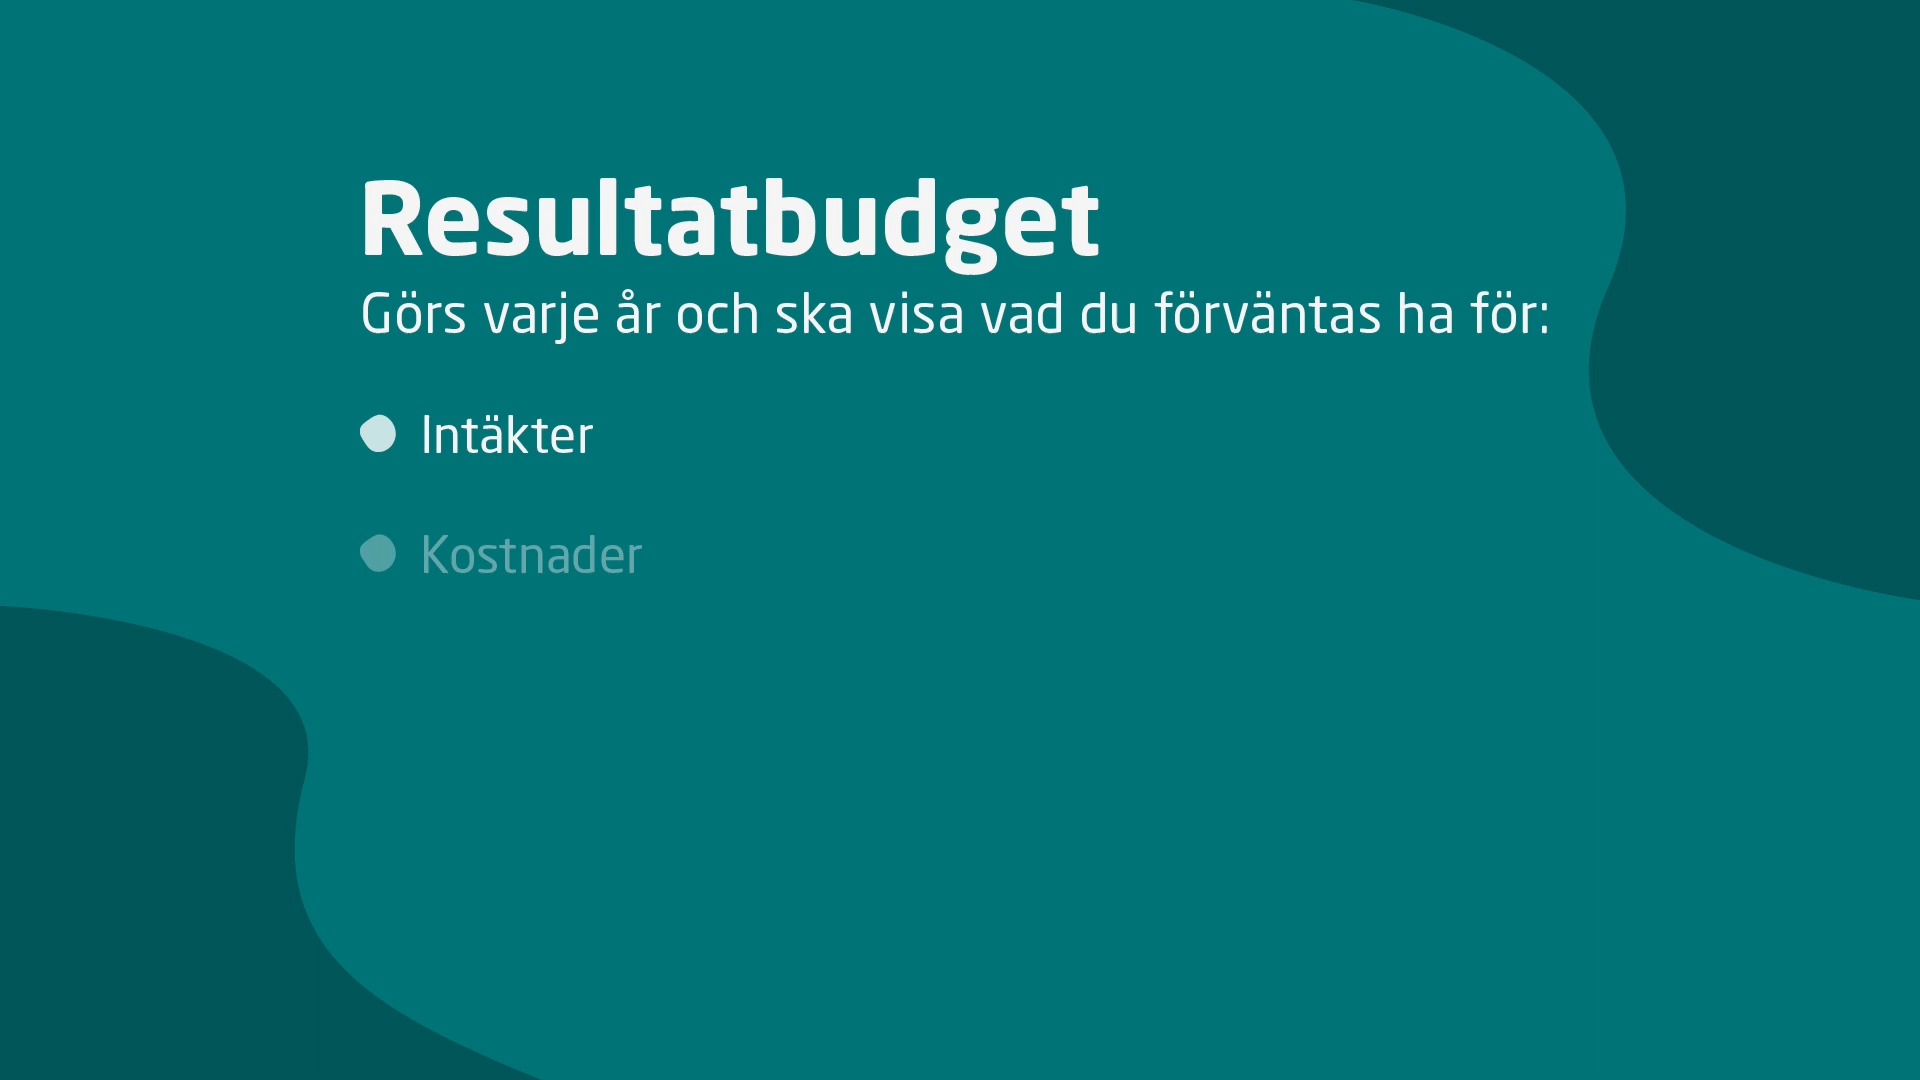 Resultatbudget
Görs varje år och ska visa vad du förväntas ha för:
Intäkter
Kostnader